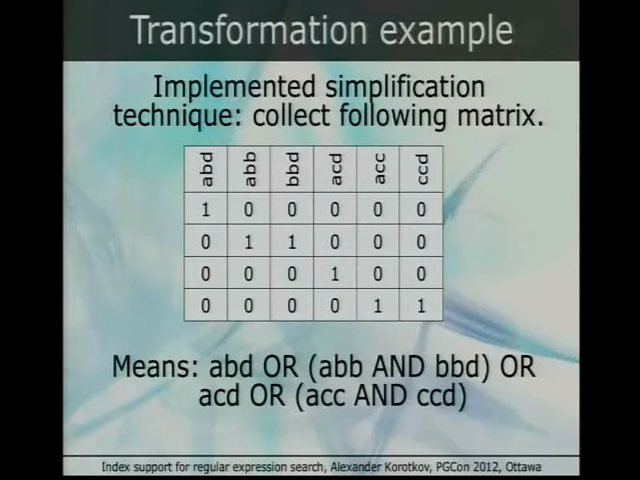 Transformation example
Implemented simplification
technique: collect following matrix.
abd abb bbd acd acc ccd
1 0 0 0 0 0
0 1 1 0 0 0
0 0 0 1 0 0
0 0 0 0 1 1
Means: abd OR (abb AND bbd) OR
acd OR (acc AND ccd)
Index support for regular expression search, Alexander Korotkov, PGCon 2012, Ottawa